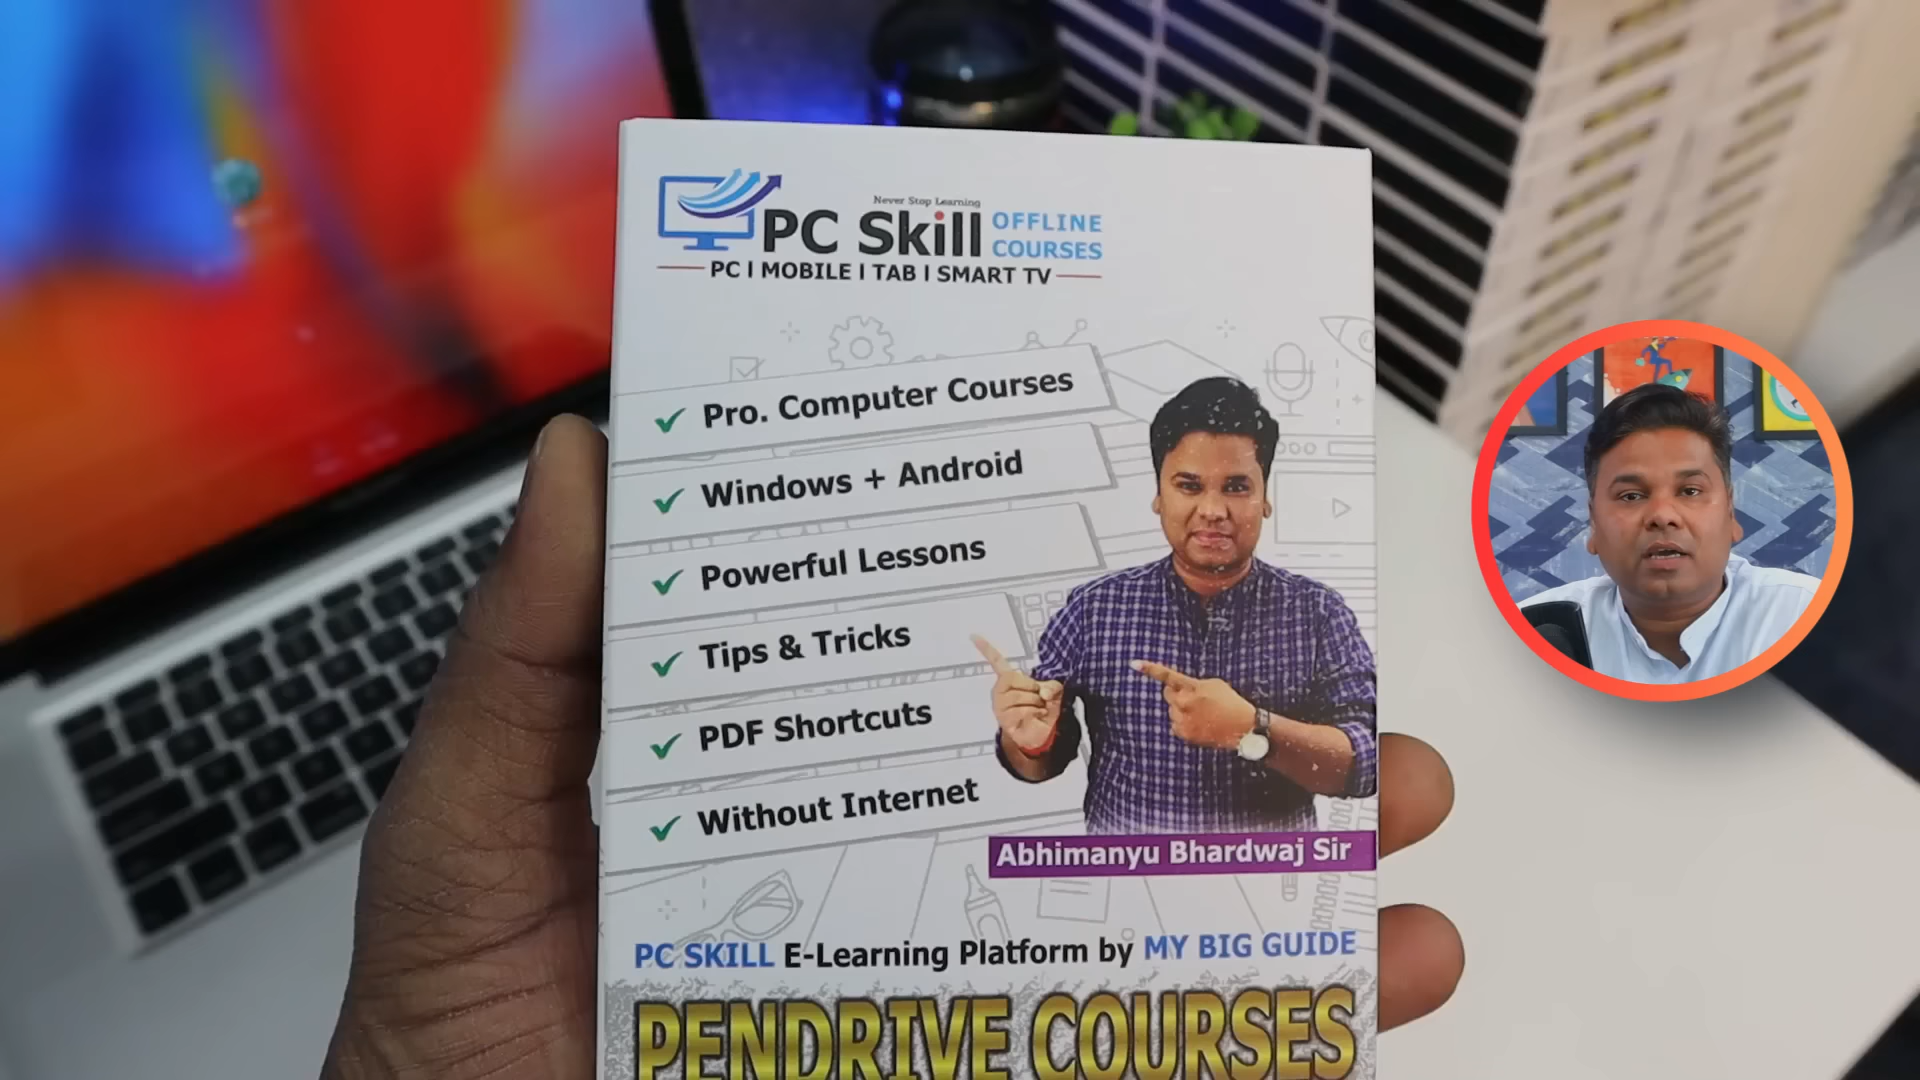 Never Stop Learning
PC Skill OFFLINE COURSES
PC | MOBILE | TAB | SMART TV
Pro. Computer Courses
Windows + Android
Powerful Lessons
Tips & Tricks
PDF Shortcuts
Without Internet
Abhimanyu Bhardwaj Sir
PC SKILL E-Learning Platform by MY BIG GUIDE
PENDRIVE COURSES